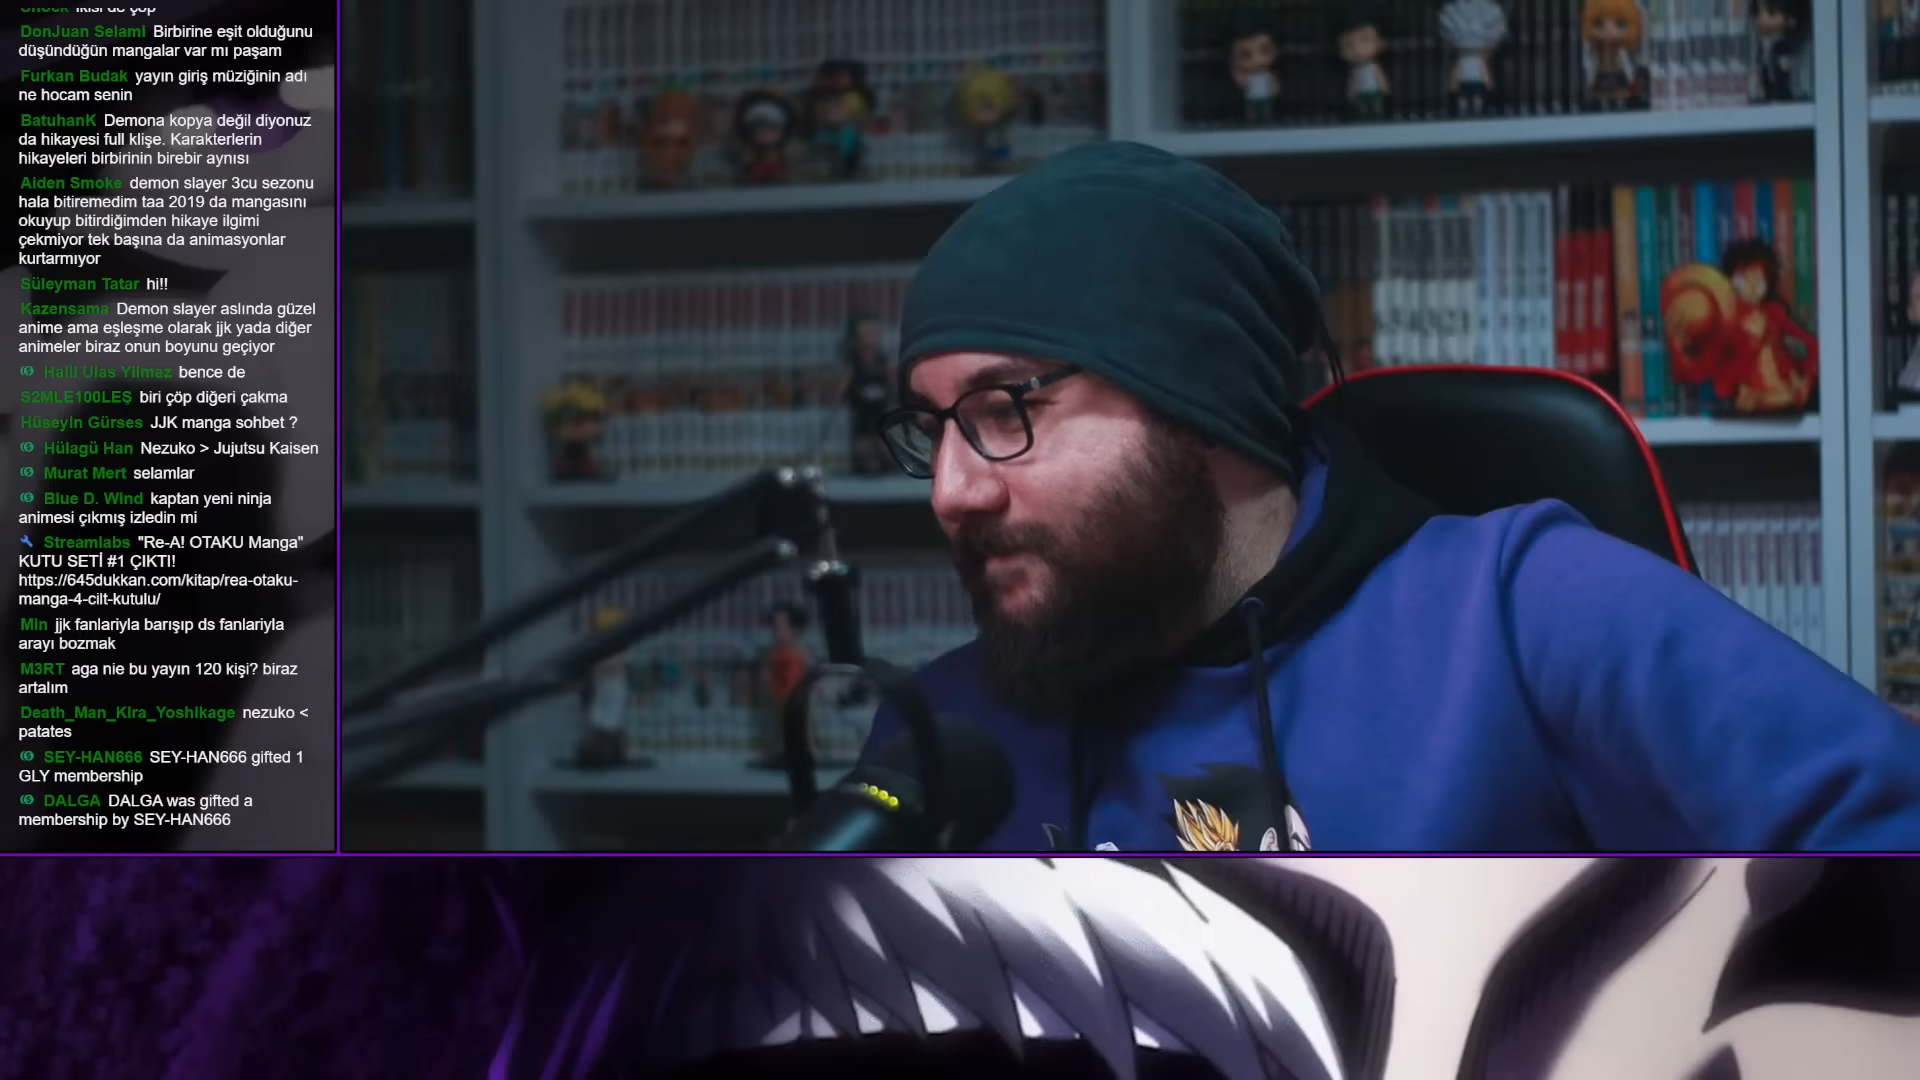 Shock ikisi de çöp
DonJuan Selami Birbirine eşit olduğunu
düşündüğün mangalar var mı paşam
Furkan Budak yayın giriş müziğinin adı
ne hocam senin
BatuhanK Demona kopya değil diyonuz
da hikayesi full klişe. Karakterlerin
hikayeleri birbirinin birebir aynısı
Aiden Smoke demon slayer 3cu sezonu
hala bitiremedim taa 2019 da mangasını
okuyup bitirdiğimden hikaye ilgimi
çekmiyor tek başına da animasyonlar
kurtarmıyor
Süleyman Tatar hi!!
Kazensama Demon slayer aslında güzel
anime ama eşleşme olarak jjk yada diğer
animeler biraz onun boyunu geçiyor
Halil Ulas Yilmaz bence de
S2MLE100LEŞ biri çöp diğeri çakma
Hüseyin Gürses JJK manga sohbet ?
Hülagü Han Nezuko > Jujutsu Kaisen
Murat Mert selamlar
Blue D. Wind kaptan yeni ninja
animesi çıkmış izledin mi
Streamlabs "Re-A! OTAKU Manga"
KUTU SETİ #1 ÇIKTI!
https://645dukkan.com/kitap/rea-otaku-
manga-4-cilt-kutulu/
Min jjk fanlariyla barışıp ds fanlariyla
arayı bozmak
M3RT aga nie bu yayın 120 kişi? biraz
artalım
Death_Man_Kira_Yoshikage nezuko <
patates
SEY-HAN666 SEY-HAN666 gifted 1
GLY membership
DALGA DALGA was gifted a
membership by SEY-HAN666